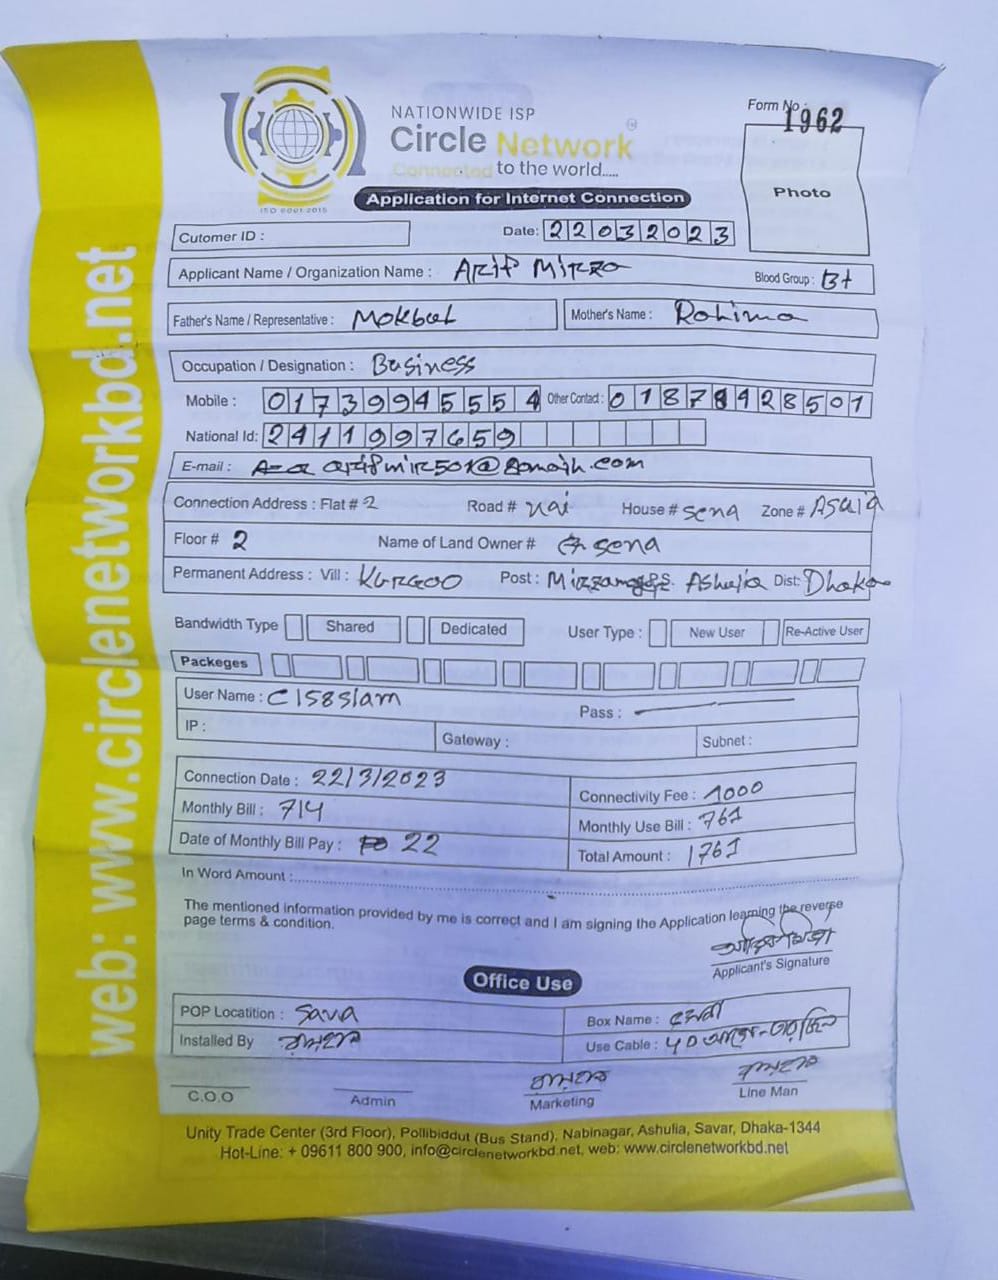 NATIONWIDE ISP
Circle Network
Connected to the world.....
ISO 9001:2015
Form No : 1962
Photo
Application for Internet Connection
Cutomer ID :
Date: 22032023
Applicant Name / Organization Name : Arif Mirza
Blood Group : B+
Father's Name / Representative : Mokbul
Mother's Name : Rohima
Occupation / Designation : Business
Mobile : 01739945554 Other Contact :
National Id: 2411997659
E-mail :
Connection Address : Flat # 2 Road # House # sena Zone #
Floor # 2 Name of Land Owner # sena
Permanent Address : Vill : Post : Dist: Dhaka
Bandwidth Type Shared Dedicated User Type : New User Re-Active User
Packeges
User Name : Pass :
IP : Gateway : Subnet :
Connection Date : 22/3/2023 Connectivity Fee : 1000
Monthly Bill : 714 Monthly Use Bill : 761
Date of Monthly Bill Pay : 22 Total Amount : 1761
In Word Amount :
The mentioned information provided by me is correct and I am signing the Application learning the reverse
page terms & condition.
Applicant's Signature
Office Use
POP Locatition : Box Name :
Installed By Use Cable :
C.O.O Admin Marketing Line Man
Unity Trade Center (3rd Floor), Pollibiddut (Bus Stand), Nabinagar, Ashulia, Savar, Dhaka-1344
Hot-Line: + 09611 800 900, info@circlenetworkbd.net, web: www.circlenetworkbd.net
web: www.circlenetworkbd.net